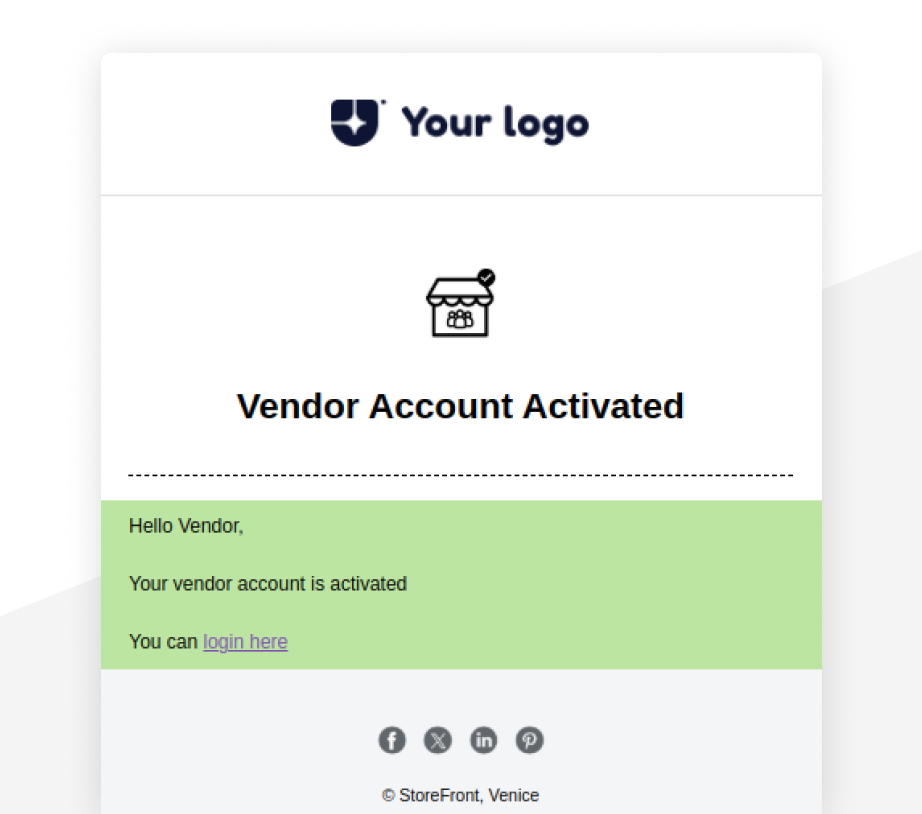 Your logo
Vendor Account Activated
Hello Vendor,
Your vendor account is activated
You can login here
© StoreFront, Venice